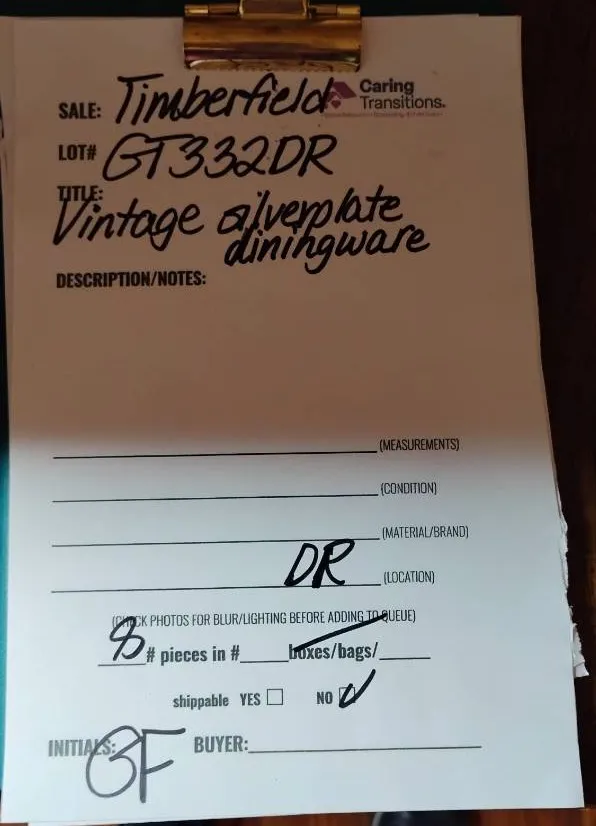 SALE: Timberfield
Caring
Transitions.
LOT# GT332DR
TITLE:
Vintage silverplate
diningware
DESCRIPTION/NOTES:
(MEASUREMENTS)
(CONDITION)
(MATERIAL/BRAND)
DR (LOCATION)
(CHECK PHOTOS FOR BLUR/LIGHTING BEFORE ADDING TO QUEUE)
8 # pieces in #____ boxes/bags/____
shippable YES ☐ NO ☑
INITIALS: GF BUYER: